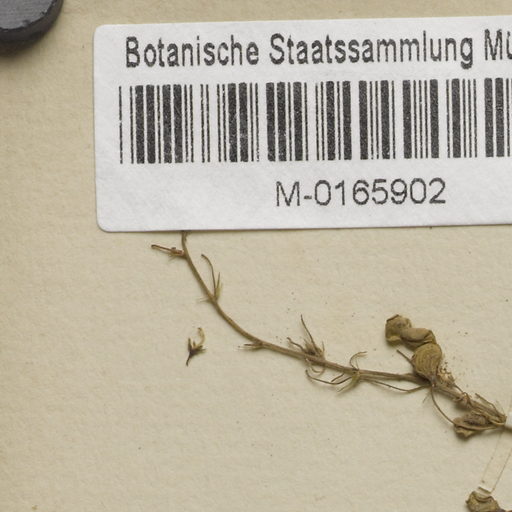 Botanische Staatssammlung Mü
M-0165902